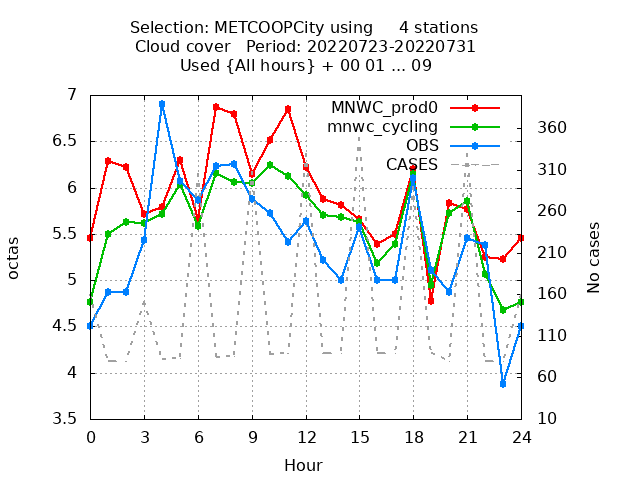 Selection: METCOOPCity using     4 stations
Cloud cover   Period: 20220723-20220731
Used {All hours} + 00 01 ... 09
7
6.5
6
5.5
5
4.5
4
3.5
octas
MNWC_prod0
mnwc_cycling
OBS
CASES
360
310
260
210
160
110
60
10
No cases
0 3 6 9 12 15 18 21 24
Hour